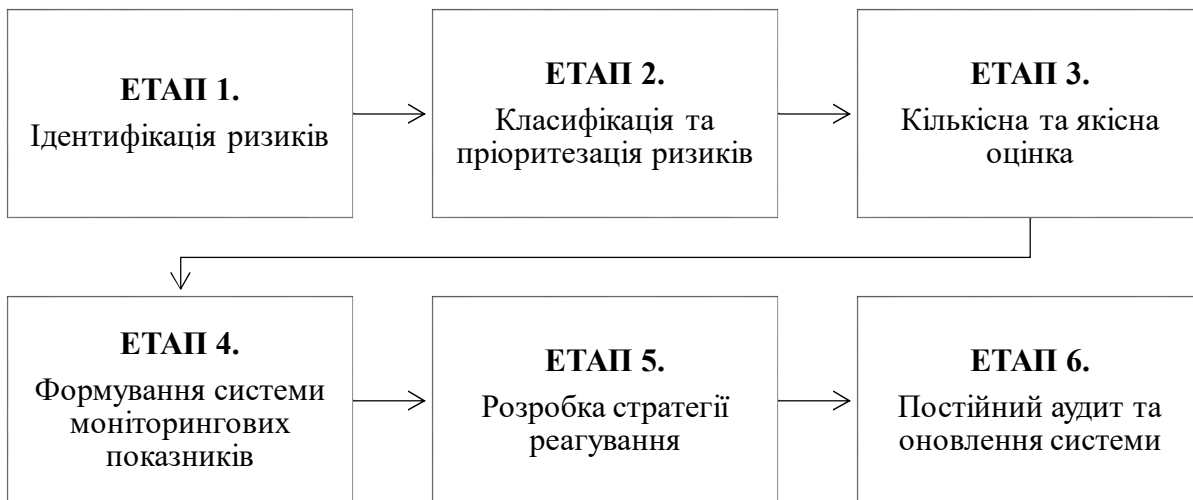 ЕТАП 1.
Ідентифікація ризиків
ЕТАП 2.
Класифікація та
пріоритезація ризиків
ЕТАП 3.
Кількісна та якісна
оцінка
ЕТАП 4.
Формування системи
моніторингових
показників
ЕТАП 5.
Розробка стратегії
реагування
ЕТАП 6.
Постійний аудит та
оновлення системи